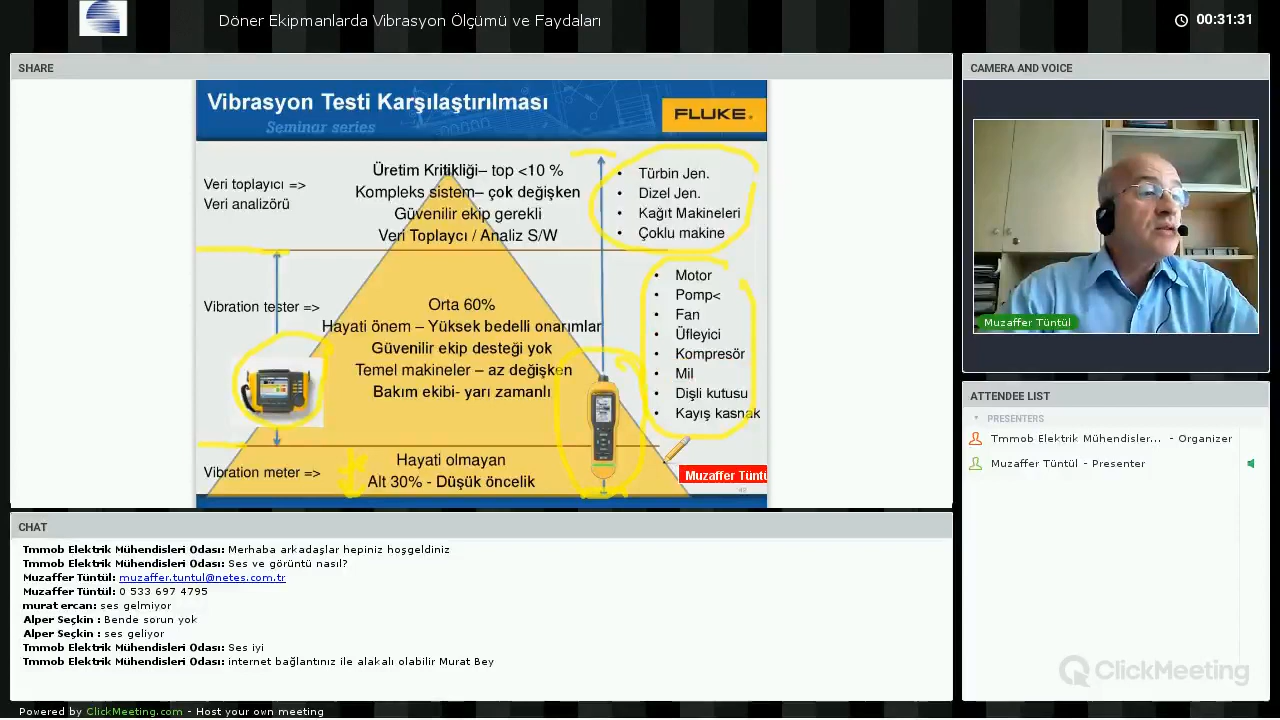 Döner Ekipmanlarda Vibrasyon Ölçümü ve Faydaları
00:31:31
SHARE
Vibrasyon Testi Karşılaştırılması
Seminar series
FLUKE®
Veri toplayıcı =>
Veri analizörü
Üretim Kritikliği– top <10 %
Kompleks sistem– çok değişken
Güvenilir ekip gerekli
Veri Toplaycı / Analiz S/W
• Türbin Jen.
• Dizel Jen.
• Kağıt Makineleri
• Çoklu makine
Vibration tester =>
Orta 60%
Hayati önem – Yüksek bedelli onarımlar
Güvenilir ekip desteği yok
Temel makineler – az değişken
Bakım ekibi- yarı zamanlı
• Motor
• Pomp<
• Fan
• Üfleyici
• Kompresör
• Mil
• Dişli kutusu
• Kayış kasnak
Vibration meter =>
Hayati olmayan
Alt 30% - Düşük öncelik
Muzaffer Tüntü
CAMERA AND VOICE
Muzaffer Tüntül
ATTENDEE LIST
PRESENTERS
Tmmob Elektrik Mühendisler... - Organizer
Muzaffer Tüntül - Presenter
CHAT
Tmmob Elektrik Mühendisleri Odası: Merhaba arkadaşlar hepiniz hoşgeldiniz
Tmmob Elektrik Mühendisleri Odası: Ses ve görüntü nasıl?
Muzaffer Tüntül: muzaffer.tuntul@netes.com.tr
Muzaffer Tüntül: 0 533 697 4795
murat ercan: ses gelmiyor
Alper Seçkin : Bende sorun yok
Alper Seçkin : ses geliyor
Tmmob Elektrik Mühendisleri Odası: Ses iyi
Tmmob Elektrik Mühendisleri Odası: internet bağlantınız ile alakalı olabilir Murat Bey
ClickMeeting
Powered by ClickMeeting.com - Host your own meeting